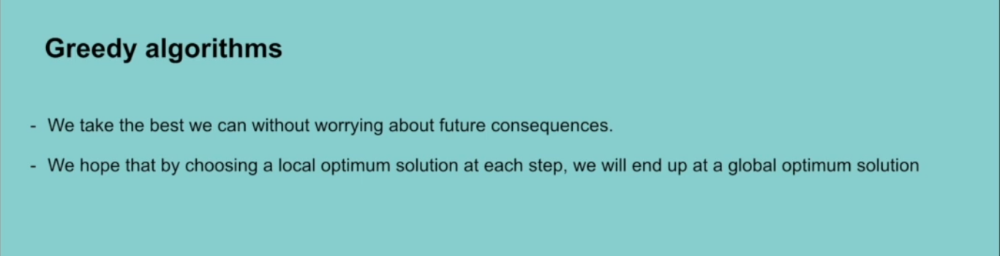 Greedy algorithms
- We take the best we can without worrying about future consequences.
- We hope that by choosing a local optimum solution at each step, we will end up at a global optimum solution